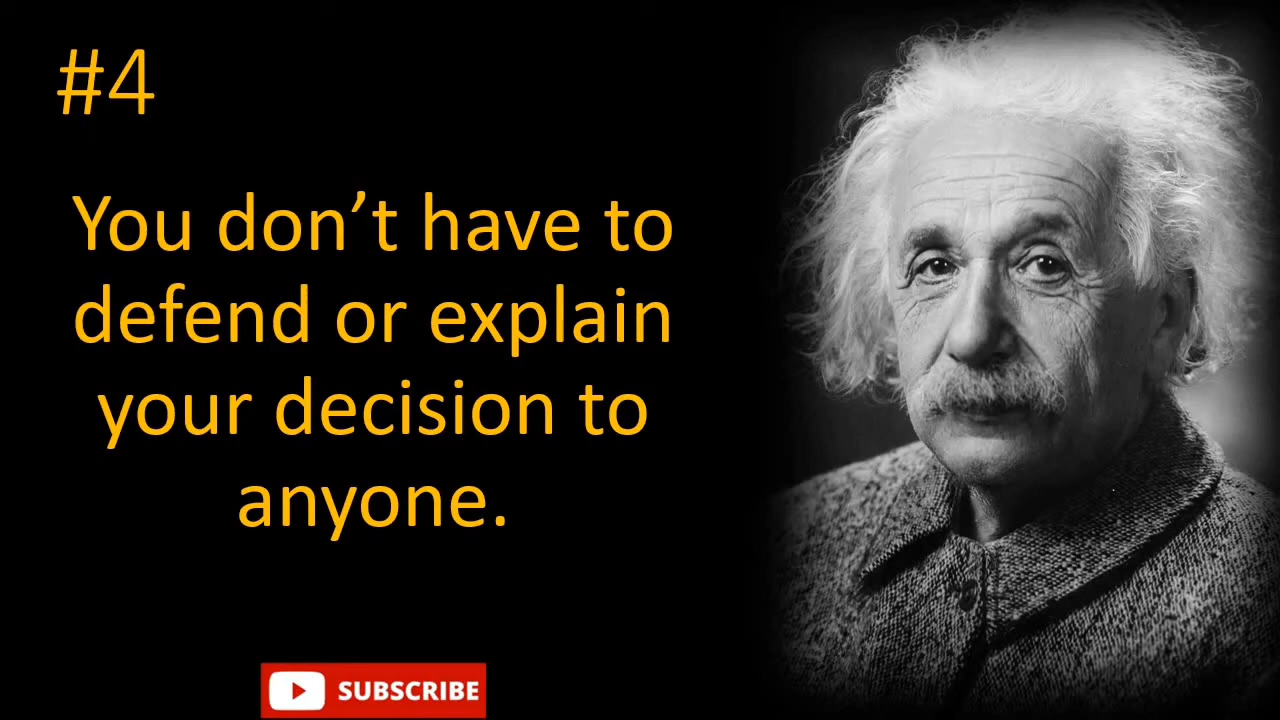 #4
You don’t have to
defend or explain
your decision to
anyone.
SUBSCRIBE